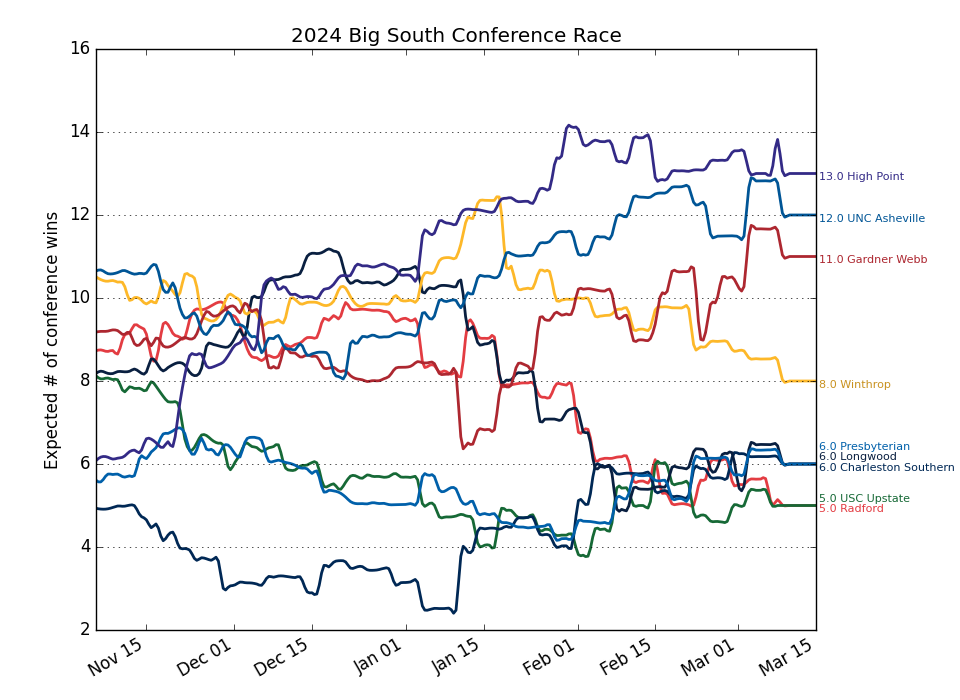 2024 Big South Conference Race
Expected # of conference wins
16
14
12
10
8
6
4
2
13.0 High Point
12.0 UNC Asheville
11.0 Gardner Webb
8.0 Winthrop
6.0 Presbyterian
6.0 Longwood
6.0 Charleston Southern
5.0 USC Upstate
5.0 Radford
Nov 15
Dec 01
Dec 15
Jan 01
Jan 15
Feb 01
Feb 15
Mar 01
Mar 15